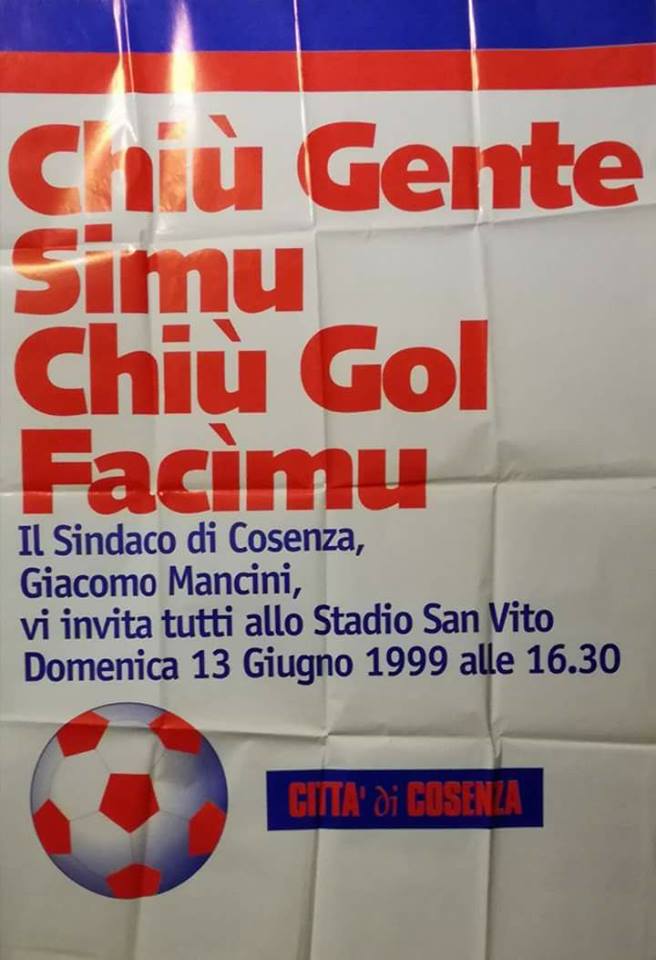 Chiù Gente
Simu
Chiù Gol
Facìmu
Il Sindaco di Cosenza,
Giacomo Mancini,
vi invita tutti allo Stadio San Vito
Domenica 13 Giugno 1999 alle 16.30
CITTA' di COSENZA